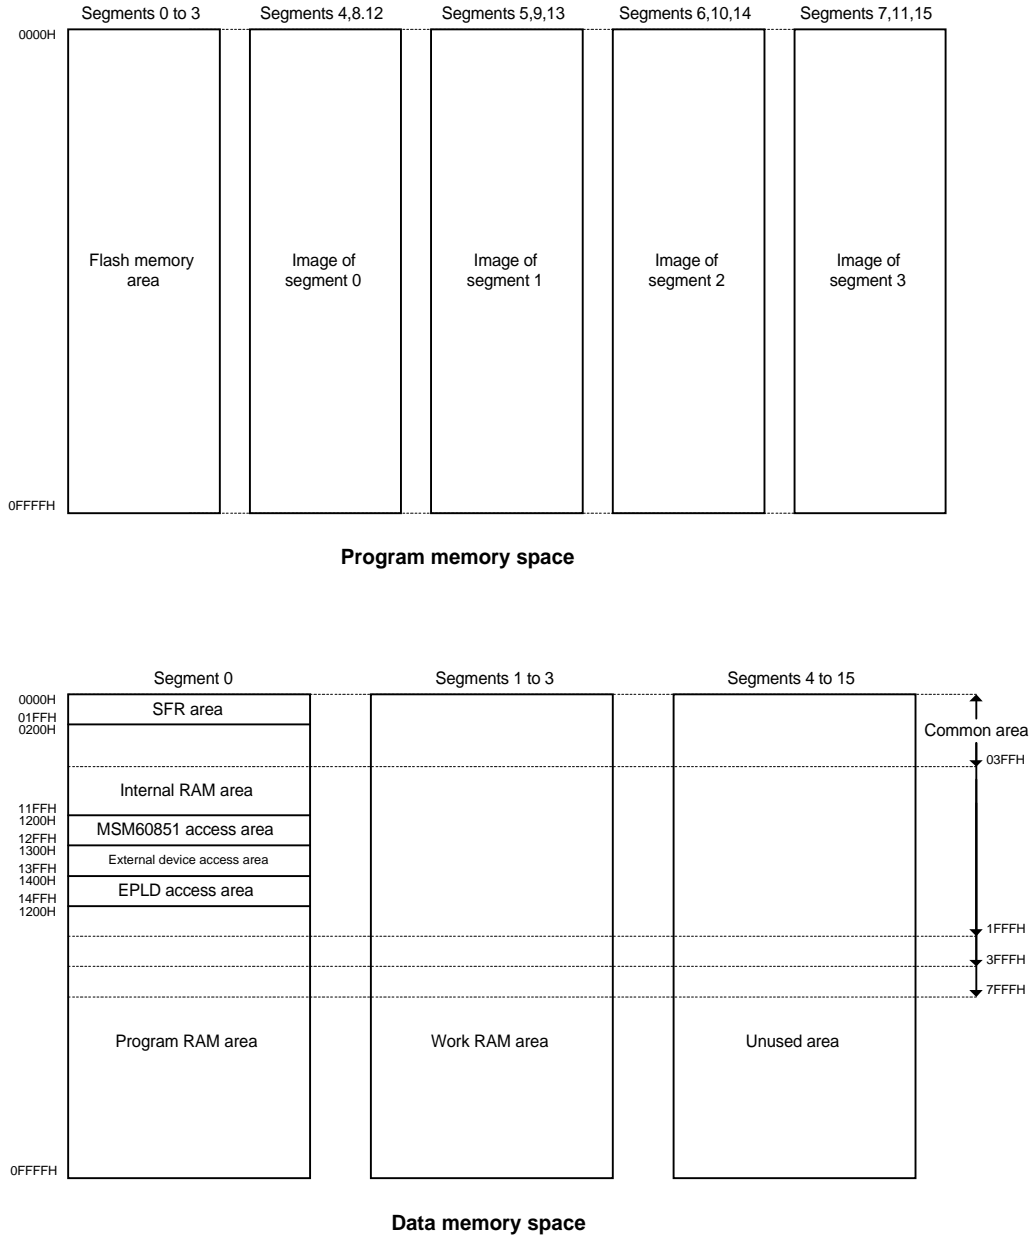 Segments 0 to 3
Segments 4,8.12
Segments 5,9,13
Segments 6,10,14
Segments 7,11,15
0000H
Flash memory
area
Image of
segment 0
Image of
segment 1
Image of
segment 2
Image of
segment 3
0FFFFH
Program memory space
Segment 0
Segments 1 to 3
Segments 4 to 15
0000H
SFR area
01FFH
0200H
Common area
03FFH
Internal RAM area
11FFH
1200H
MSM60851 access area
12FFH
1300H
External device access area
13FFH
1400H
EPLD access area
14FFH
1200H
1FFFH
3FFFH
7FFFH
Program RAM area
Work RAM area
Unused area
0FFFFH
Data memory space